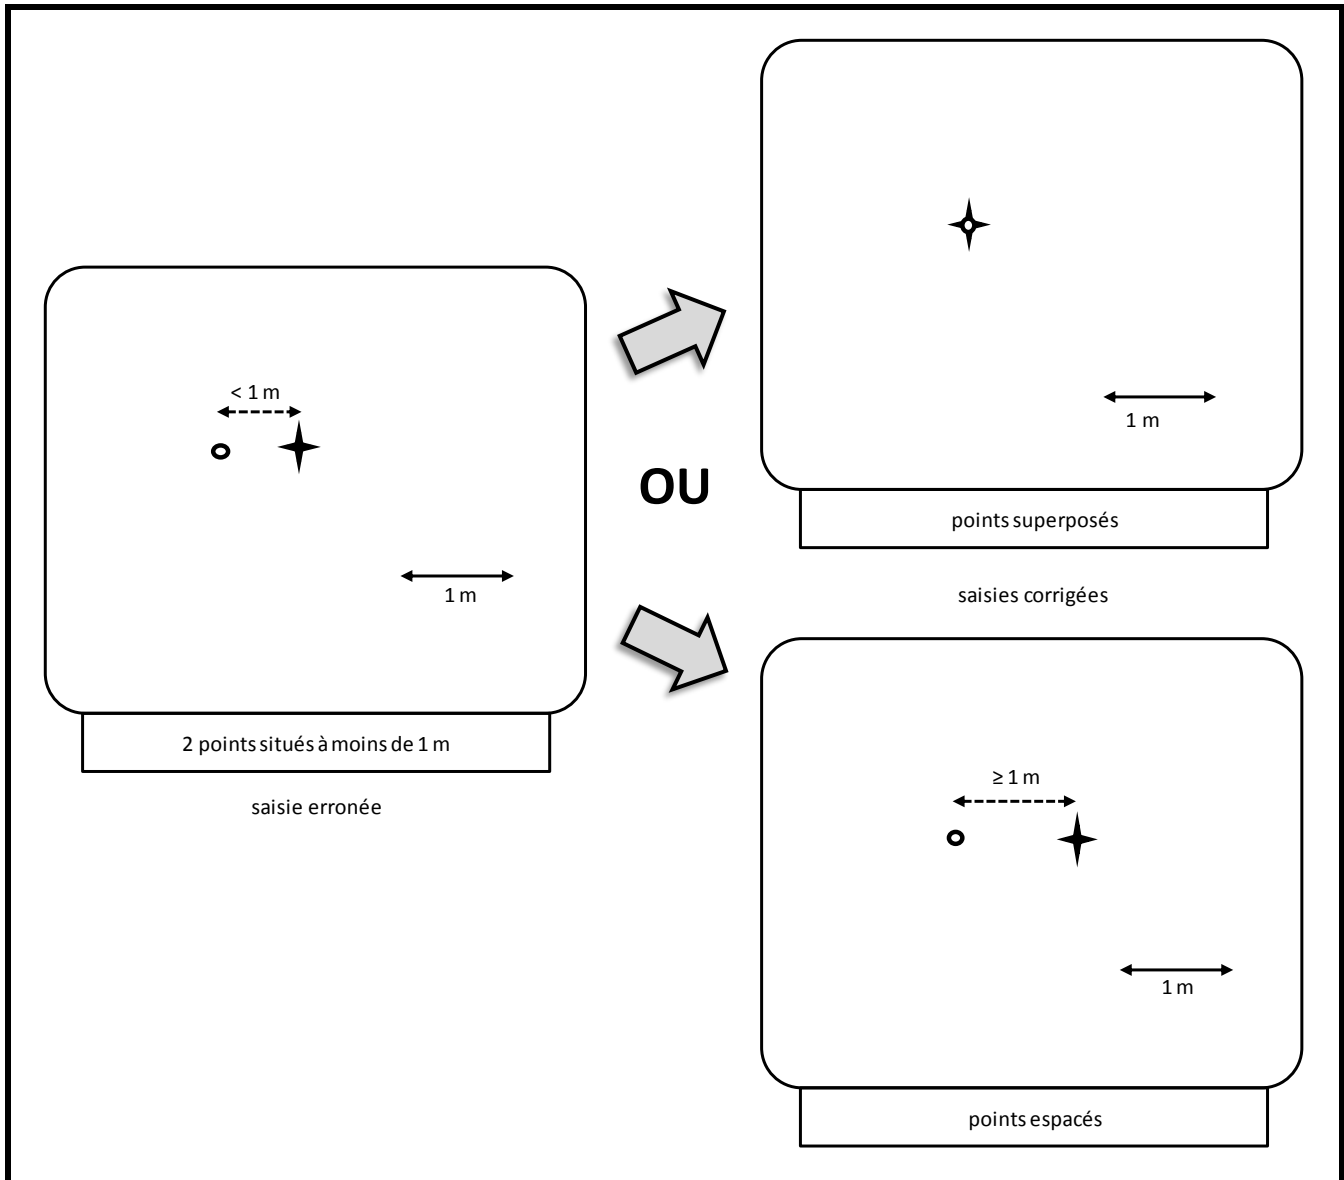 < 1 m
1 m
2 points situés à moins de 1 m
saisie erronée
OU
1 m
points superposés
saisies corrigées
≥ 1 m
1 m
points espacés